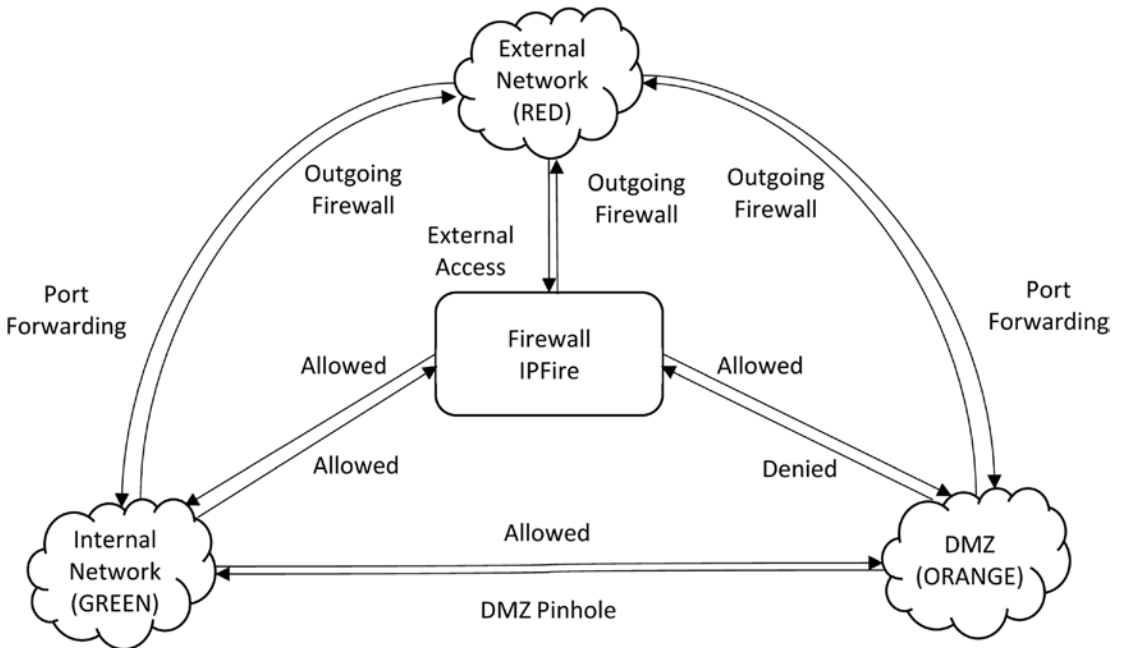 External
Network
(RED)
Outgoing
Firewall
Outgoing
Firewall
Outgoing
Firewall
External
Access
Port
Forwarding
Port
Forwarding
Firewall
IPFire
Allowed
Allowed
Allowed
Denied
Internal
Network
(GREEN)
Allowed
DMZ
(ORANGE)
DMZ Pinhole